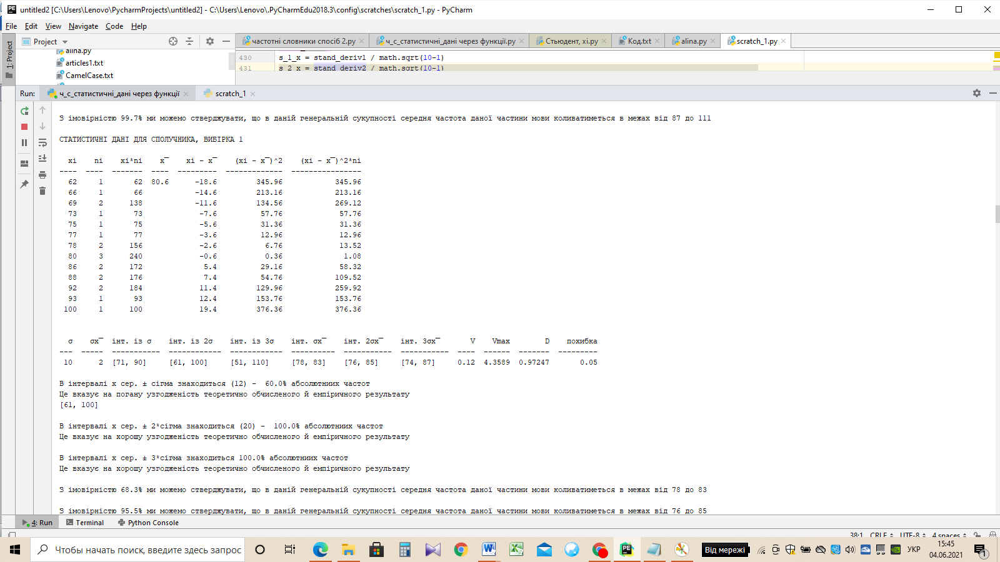 untitled2 [C:\Users\Lenovo\PycharmProjects\untitled2] - C:\Users\Lenovo\.PyCharmEdu2018.3\config\scratches\scratch_1.py - PyCharm
File Edit View Navigate Code Help
1: Project
Project
частотні словники спосіб 2.py ч_с_статистичні_дані через функції.py Стьюдент, хі.py Код.txt alina.py scratch_1.py
alina.py
articles1.txt
CamelCase.txt
430 s_1_x = stand_deriv1 / math.sqrt(10-1)
431 s_2_x = stand_deriv2 / math.sqrt(10-1)
Run: ч_с_статистичні_дані через функції scratch_1
З імовірністю 99.7% ми можемо стверджувати, що в даній генеральній сукупності середня частота даної частини мови коливатиметься в межах від 87 до 111
СТАТИСТИЧНІ ДАНІ ДЛЯ СПОЛУЧНИКА, ВИБІРКА 1
xi ni xi*ni x¯ xi - x¯ (xi - x¯)^2 (xi - x¯)^2*ni
---- ---- ------- ---- --------- ------------- ----------------
62 1 62 80.6 -18.6 345.96 345.96
66 1 66 -14.6 213.16 213.16
69 2 138 -11.6 134.56 269.12
73 1 73 -7.6 57.76 57.76
75 1 75 -5.6 31.36 31.36
77 1 77 -3.6 12.96 12.96
78 2 156 -2.6 6.76 13.52
80 3 240 -0.6 0.36 1.08
86 2 172 5.4 29.16 58.32
88 2 176 7.4 54.76 109.52
92 2 184 11.4 129.96 259.92
93 1 93 12.4 153.76 153.76
100 1 100 19.4 376.36 376.36
σ σx¯ інт. із σ інт. із 2σ інт. із 3σ інт. σx¯ інт. 2σx¯ інт. 3σx¯ V Vmax D похибка
--- ----- ----------- ------------ ------------ ---------- ----------- ----------- ---- ------ ------- ---------
10 2 [71, 90] [61, 100] [51, 110] [78, 83] [76, 85] [74, 87] 0.12 4.3589 0.97247 0.05
В інтервалі х сер. ± сігма знаходиться (12) - 60.0% абсолютниих частот
Це вказує на погану узгодженість теоретично обчисленого й емпіричного результату
[61, 100]
В інтервалі х сер. ± 2*сігма знаходиться (20) - 100.0% абсолютниих частот
Це вказує на хорошу узгодженість теоретично обчисленого й емпіричного результату
В інтервалі х сер. ± 3*сігма знаходиться 100.0% абсолютниих частот
Це вказує на хорошу узгодженість теоретично обчисленого й емпіричного результату
З імовірністю 68.3% ми можемо стверджувати, що в даній генеральній сукупності середня частота даної частини мови коливатиметься в межах від 78 до 83
З імовірністю 95.5% ми можемо стверджувати, що в даній генеральній сукупності середня частота даної частини мови коливатиметься в межах від 76 до 85
4: Run Terminal Python Console
38:1 CRLF UTF-8 4 spaces
Чтобы начать поиск, введите здесь запрос
Від мережі
УКР
15:45
04.06.2021
1